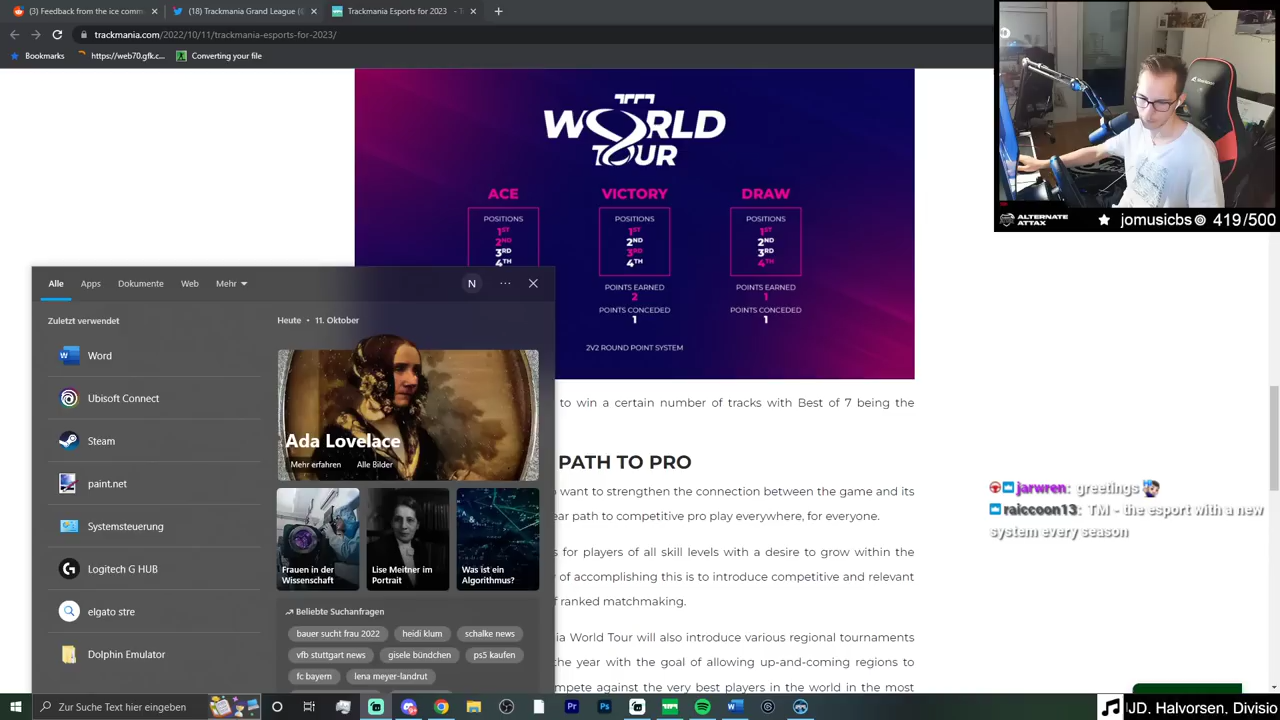 (3) Feedback from the ice comm
(18) Trackmania Grand League (
Trackmania Esports for 2023
trackmania.com/2022/10/11/trackmania-esports-for-2023/
Bookmarks
https://web70.gfk.c...
Converting your file
WORLD
TOUR
ACE
VICTORY
DRAW
POSITIONS
POSITIONS
POSITIONS
1ST
1ST
1ST
2ND
2ND
2ND
3RD
3RD
3RD
4TH
4TH
4TH
POINTS EARNED
POINTS EARNED
2
1
POINTS CONCEDED
POINTS CONCEDED
1
1
2V2 ROUND POINT SYSTEM
to win a certain number of tracks with Best of 7 being the
PATH TO PRO
want to strengthen the connection between the game and its
ear path to competitive pro play everywhere, for everyone.
s for players of all skill levels with a desire to grow within the
y of accomplishing this is to introduce competitive and relevant
f ranked matchmaking.
ia World Tour will also introduce various regional tournaments
the year with the goal of allowing up-and-coming regions to
mpete against the very best players in the world in the most
Alle
Apps
Dokumente
Web
Mehr
N
Zuletzt verwendet
Word
Ubisoft Connect
Steam
paint.net
Systemsteuerung
Logitech G HUB
elgato stre
Dolphin Emulator
Heute • 11. Oktober
Ada Lovelace
Mehr erfahren
Alle Bilder
Frauen in der
Wissenschaft
Lise Meitner im
Portrait
Was ist ein
Algorithmus?
Beliebte Suchanfragen
bauer sucht frau 2022
heidi klum
schalke news
vfb stuttgart news
gisele bündchen
ps5 kaufen
fc bayern
lena meyer-landrut
Zur Suche Text hier eingeben
ALTERNATE
ATTAX
jomusicbs
419/500
jarwren: greetings
raiccoon13: TM - the esport with a new
system every season
JD. Halvorsen, Divisio